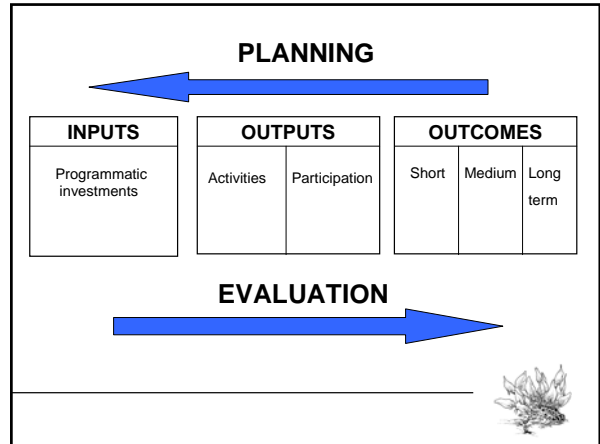 PLANNING
INPUTS
Programmatic
investments
OUTPUTS
Activities
Participation
OUTCOMES
Short
Medium
Long
term
EVALUATION